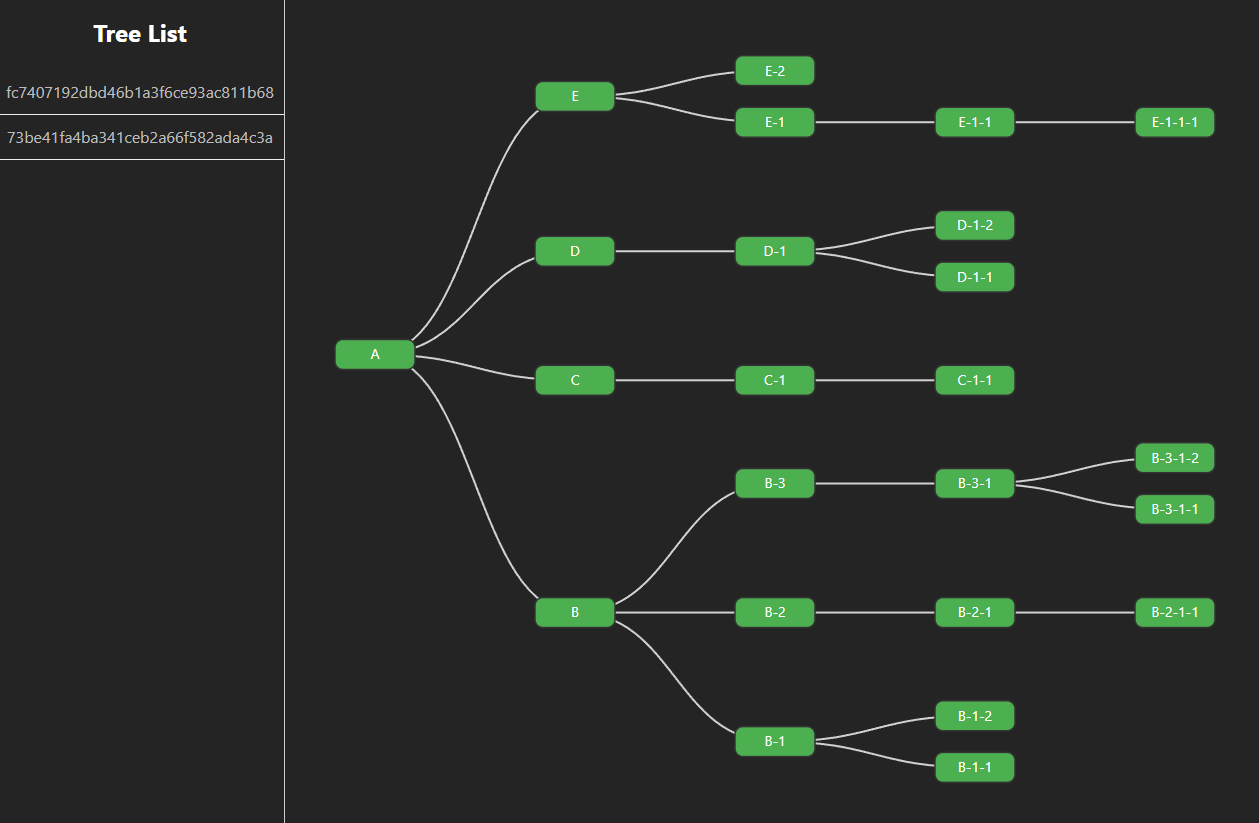 Tree List
fc7407192dbd46b1a3f6ce93ac811b68
73be41fa4ba341ceb2a66f582ada4c3a
E-2
E
E-1
E-1-1
E-1-1-1
D-1-2
D
D-1
D-1-1
A
C
C-1
C-1-1
B-3-1-2
B-3
B-3-1
B-3-1-1
B
B-2
B-2-1
B-2-1-1
B-1-2
B-1
B-1-1